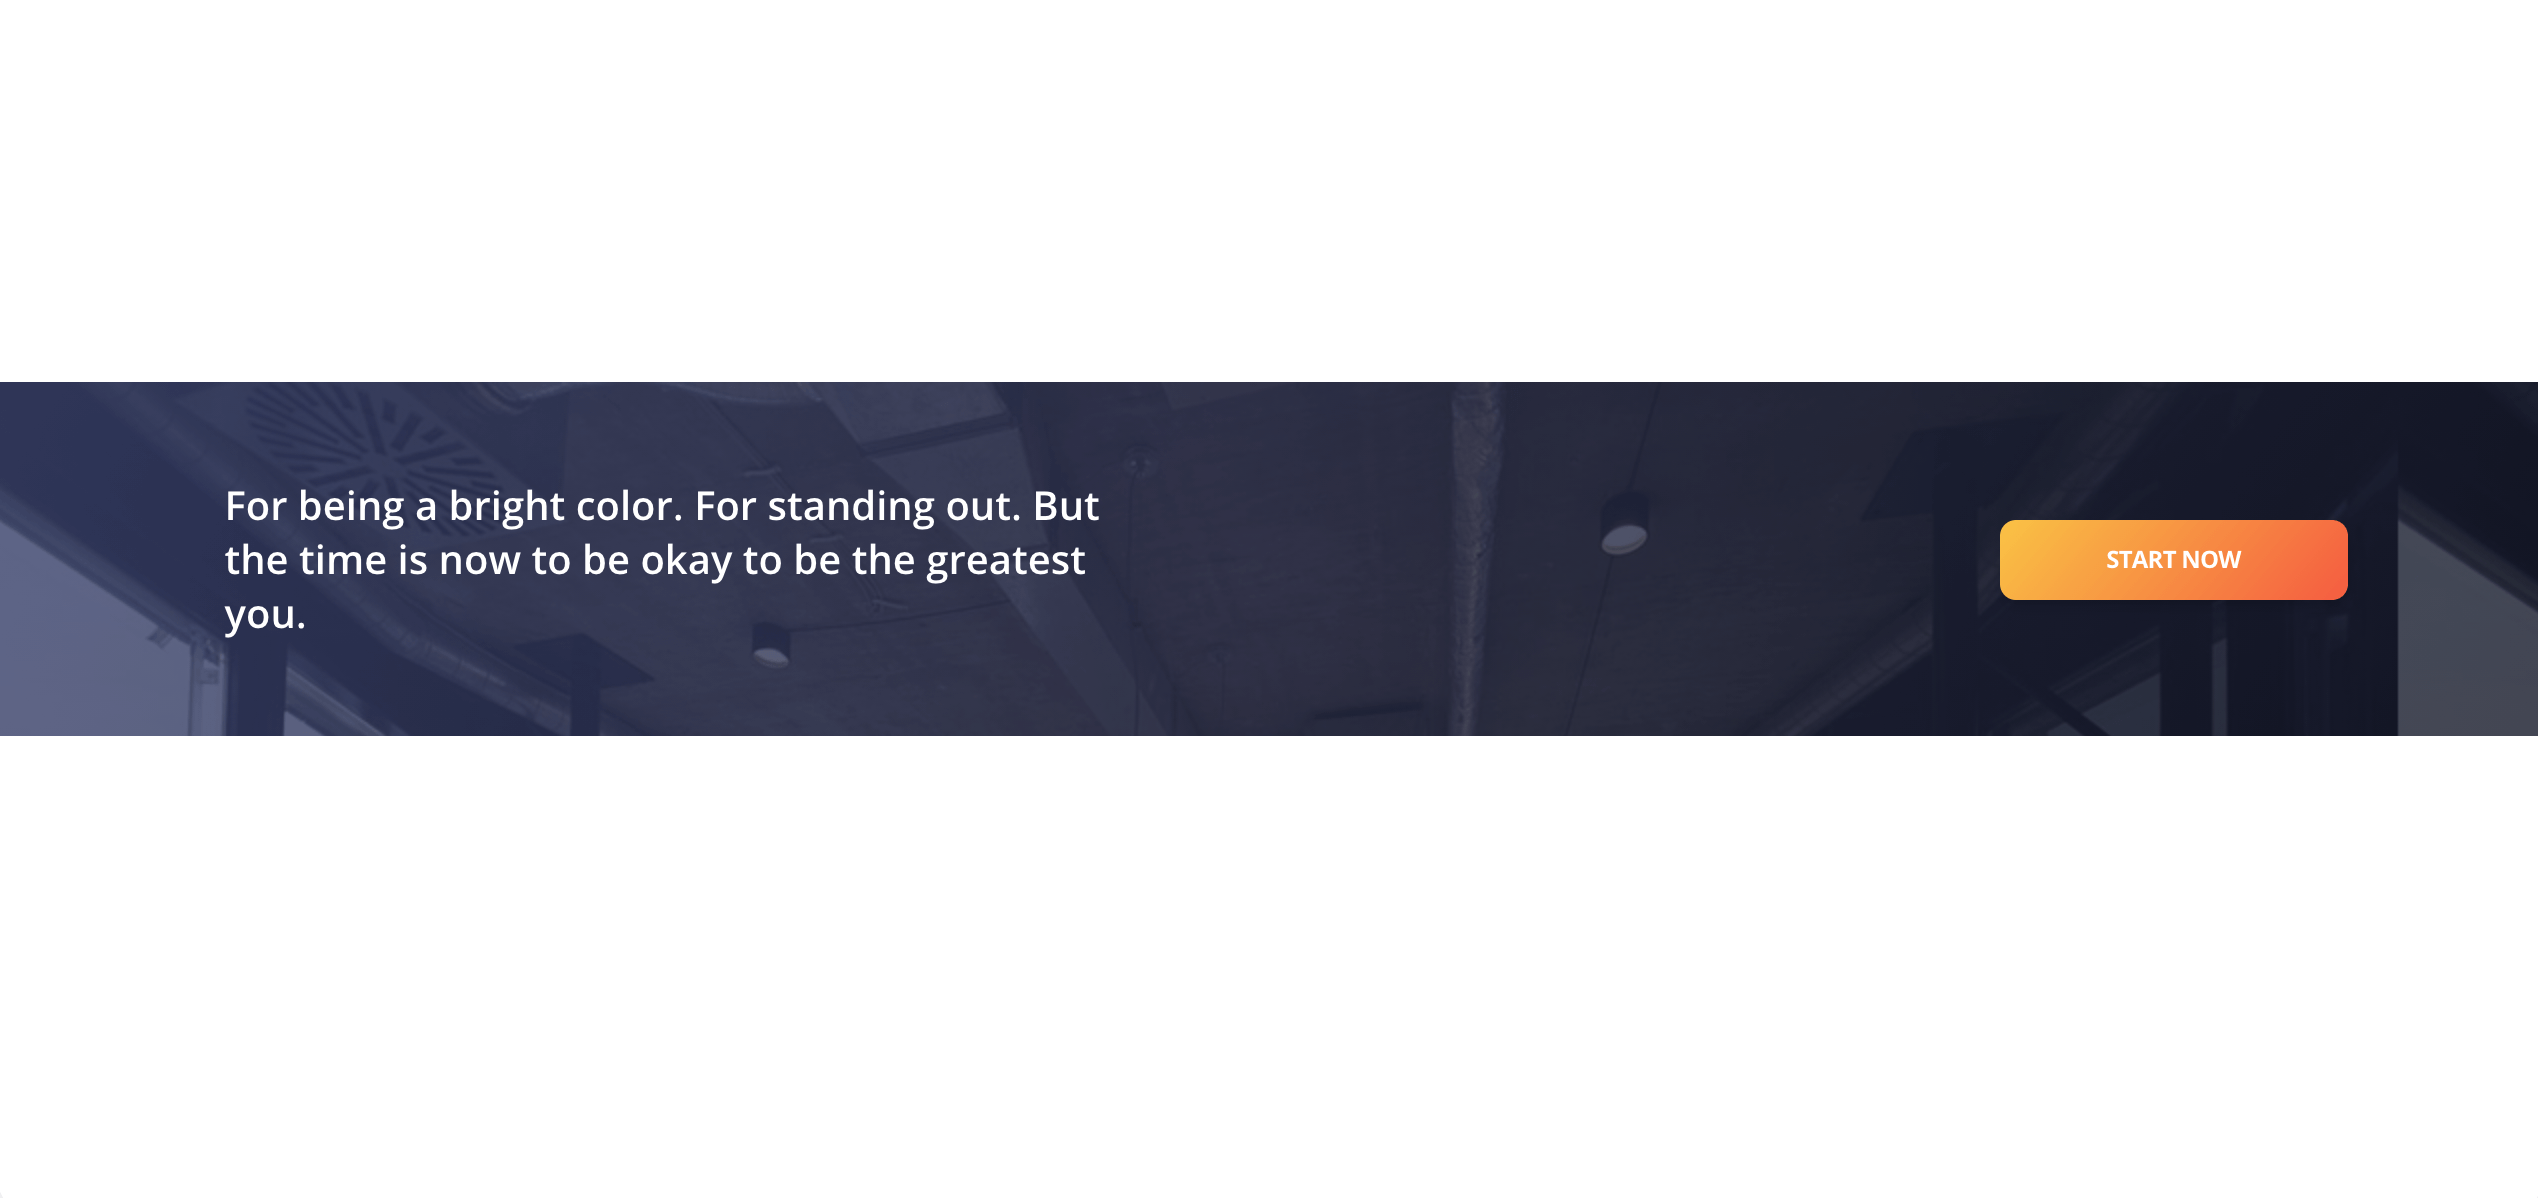 For being a bright color. For standing out. But
the time is now to be okay to be the greatest
you.
START NOW